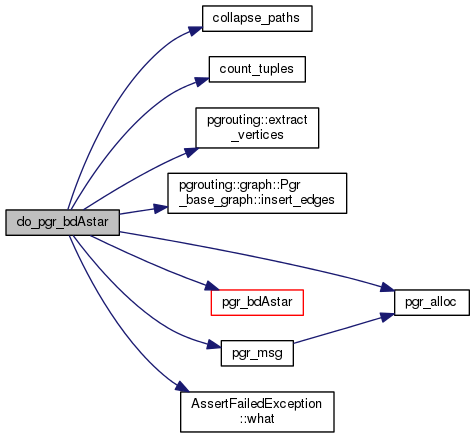 collapse_paths
count_tuples
pgrouting::extract
_vertices
pgrouting::graph::Pgr
_base_graph::insert_edges
do_pgr_bdAstar
pgr_bdAstar
pgr_alloc
pgr_msg
AssertFailedException
::what